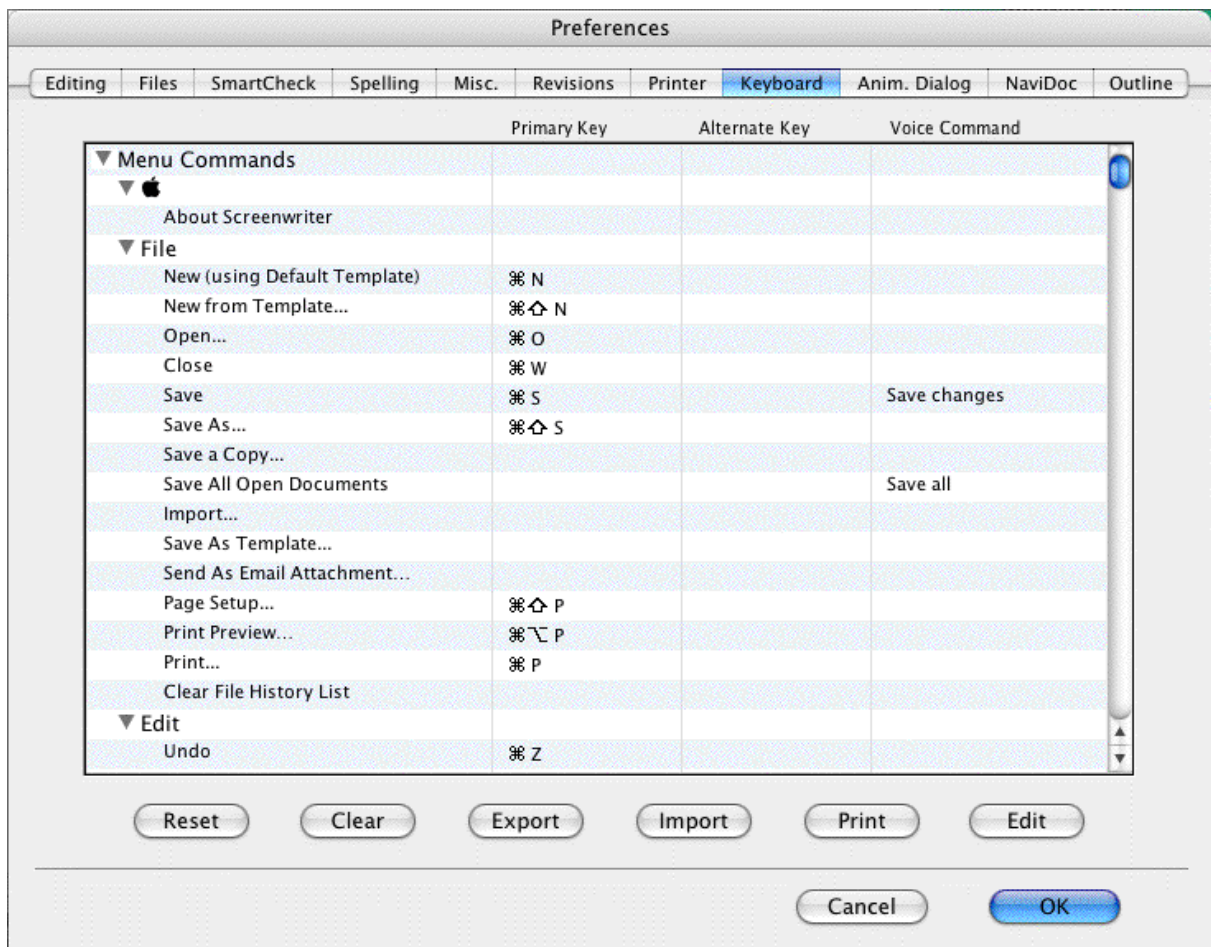 Preferences
Editing Files SmartCheck Spelling Misc. Revisions Printer Keyboard Anim. Dialog NaviDoc Outline
Primary Key Alternate Key Voice Command
Menu Commands
About Screenwriter
File
New (using Default Template) ⌘ N
New from Template... ⌘⇧ N
Open... ⌘ O
Close ⌘ W
Save ⌘ S Save changes
Save As... ⌘⇧ S
Save a Copy...
Save All Open Documents Save all
Import...
Save As Template...
Send As Email Attachment...
Page Setup... ⌘⇧ P
Print Preview... ⌘⌥ P
Print... ⌘ P
Clear File History List
Edit
Undo ⌘ Z
Reset Clear Export Import Print Edit
Cancel OK